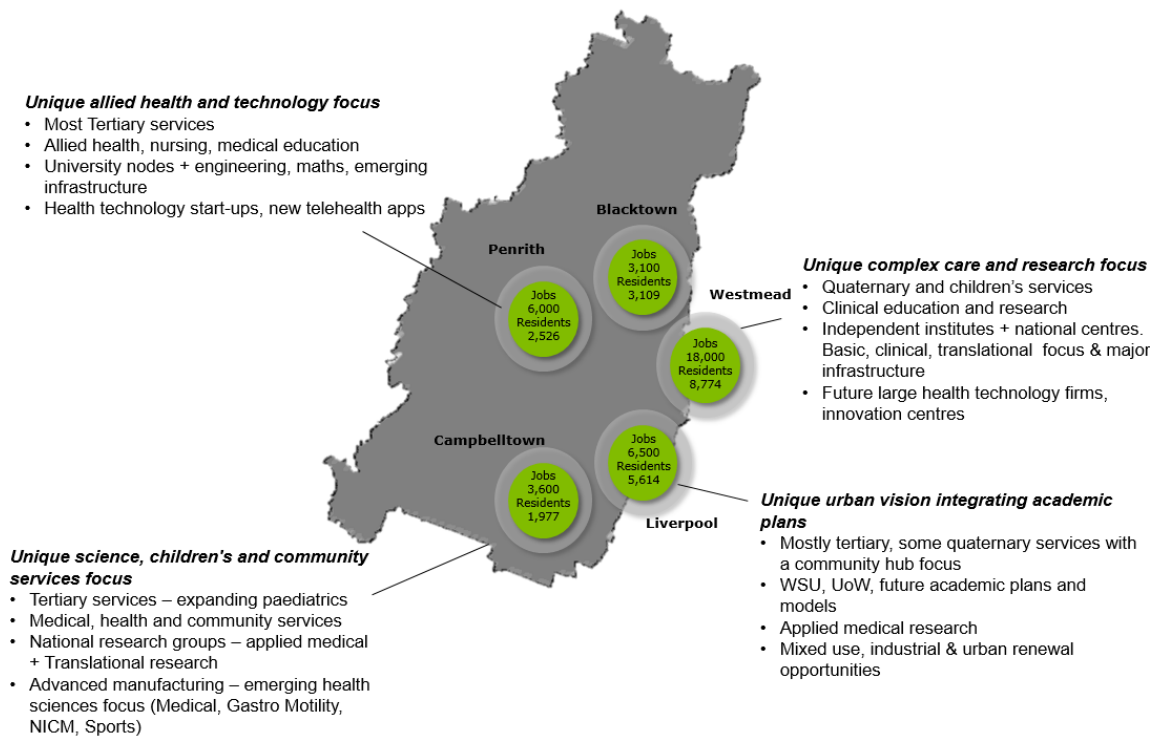 Unique allied health and technology focus
• Most Tertiary services
• Allied health, nursing, medical education
• University nodes + engineering, maths, emerging
infrastructure
• Health technology start-ups, new telehealth apps
Blacktown
Jobs
3,100
Residents
3,109
Penrith
Jobs
6,000
Residents
2,526
Westmead
Jobs
18,000
Residents
8,774
Unique complex care and research focus
• Quaternary and children’s services
• Clinical education and research
• Independent institutes + national centres.
Basic, clinical, translational focus & major
infrastructure
• Future large health technology firms,
innovation centres
Campbelltown
Jobs
3,600
Residents
1,977
Jobs
6,500
Residents
5,614
Liverpool
Unique urban vision integrating academic
plans
• Mostly tertiary, some quaternary services with
a community hub focus
• WSU, UoW, future academic plans and
models
• Applied medical research
• Mixed use, industrial & urban renewal
opportunities
Unique science, children's and community
services focus
• Tertiary services – expanding paediatrics
• Medical, health and community services
• National research groups – applied medical
+ Translational research
• Advanced manufacturing – emerging health
sciences focus (Medical, Gastro Motility,
NICM, Sports)